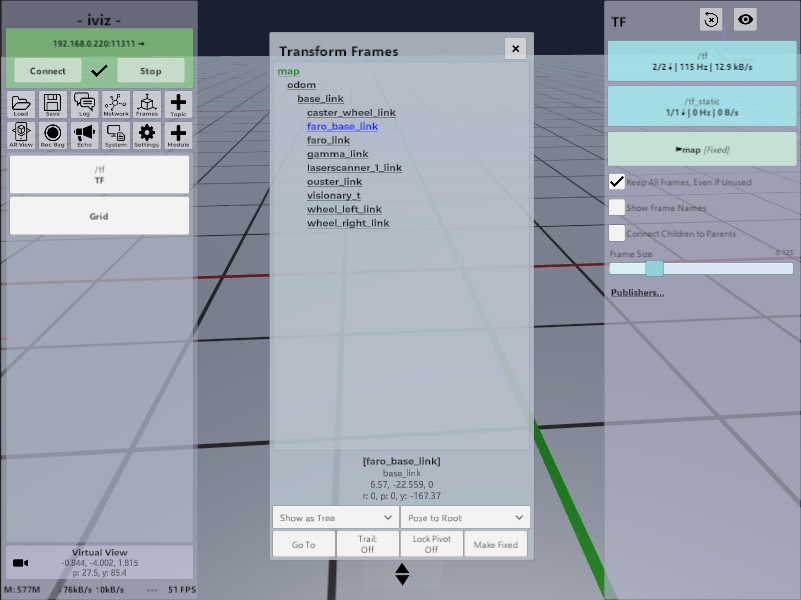 - iviz -
192.168.0.220:11311
Connect
Stop
Load
Save
Log
Network
Frames
Topic
AR View
Rec Bag
Echo
System
Settings
Module
/tf
TF
Grid
Virtual View
-0.844, -4.002, 1.815
p: 27.5, y: 85.4
M: 577M ↓76kB/s ↑0kB/s --- 51 FPS
Transform Frames
map
odom
base_link
caster_wheel_link
faro_base_link
faro_link
gamma_link
laserscanner_1_link
ouster_link
visionary_t
wheel_left_link
wheel_right_link
[faro_base_link]
base_link
6.57, -22.559, 0
r: 0, p: 0, y: -167.37
Show as Tree
Pose to Root
Go To
Trail:
Off
Lock Pivot
Off
Make Fixed
TF
/tf
2/2↓ | 115 Hz | 12.9 kB/s
/tf_static
1/1↓ | 0 Hz | 0 B/s
map [Fixed]
Keep All Frames, Even if Unused
Show Frame Names
Connect Children to Parents
Frame Size
0.125
Publishers...